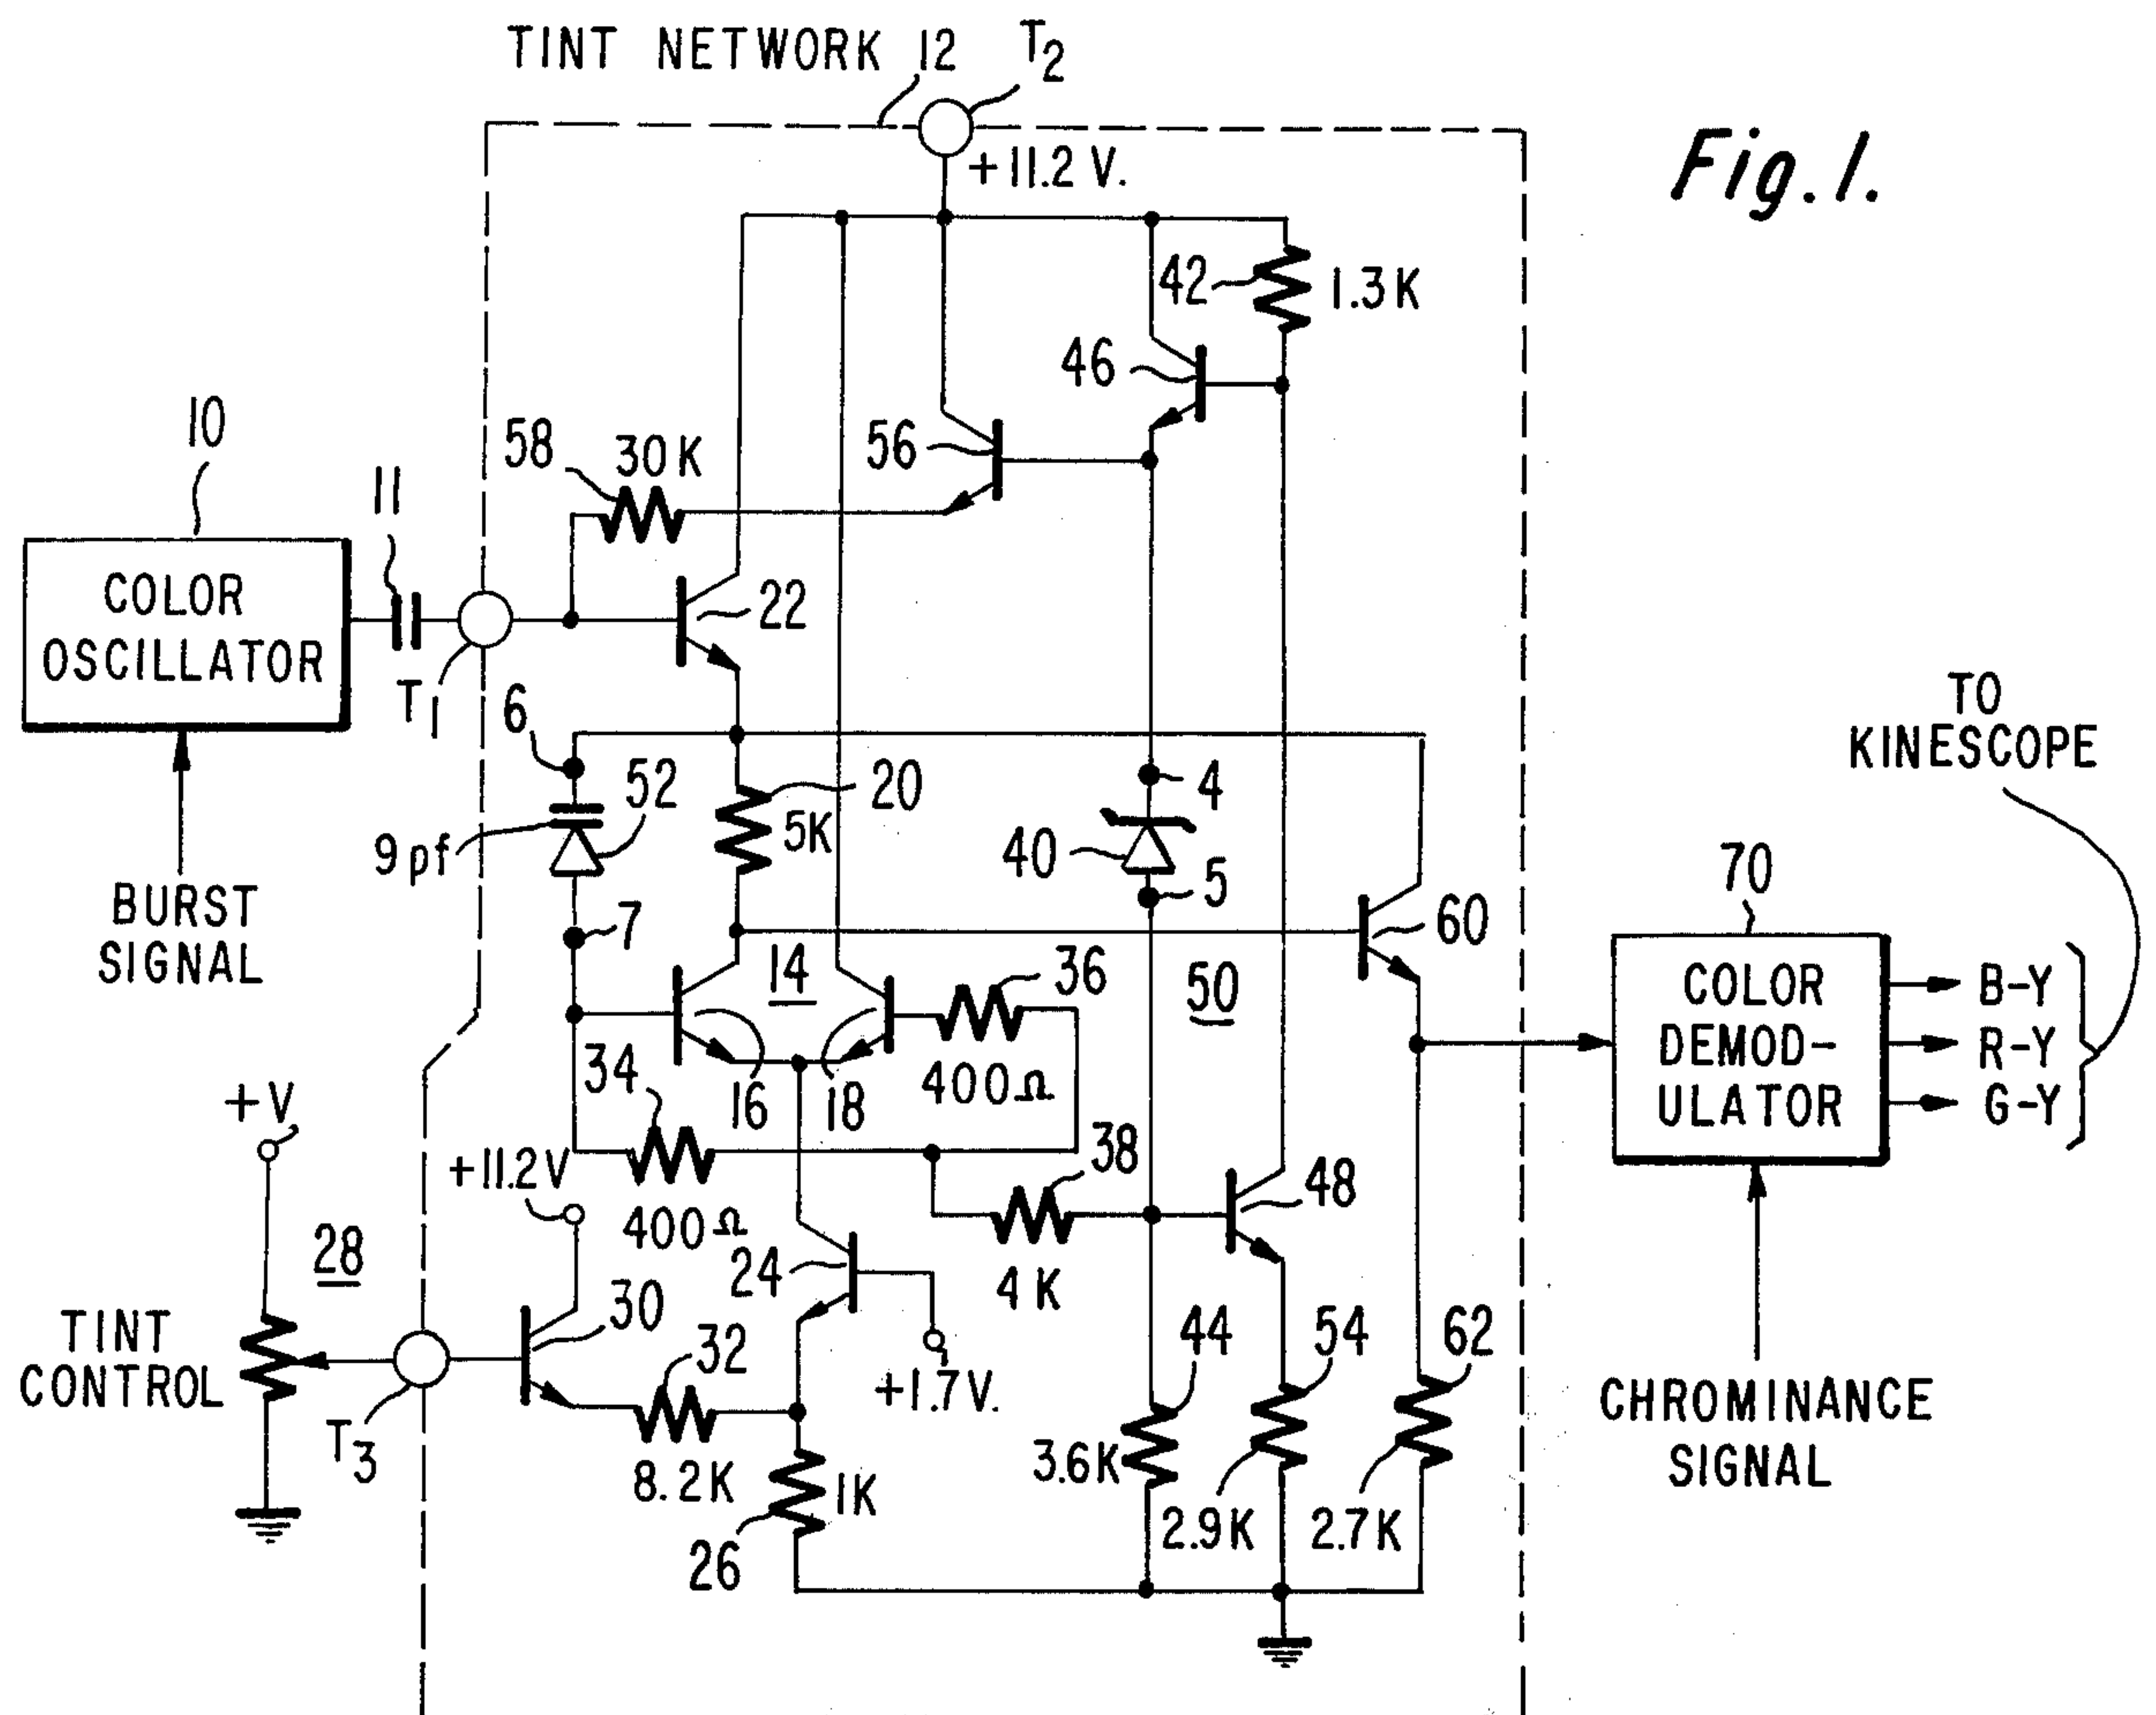 TINT NETWORK 12
T2
+11.2 V.
Fig. 1.
42
1.3K
46
10
58
30K
56
11
COLOR
OSCILLATOR
22
T1
6
TO
KINESCOPE
52
20
4
9pf
5K
40
5
70
BURST
SIGNAL
7
60
14
36
50
COLOR
DEMOD-
ULATOR
B-Y
R-Y
G-Y
34
16
18
400Ω
+V
38
+11.2V
48
400Ω
28
24
4K
TINT
CONTROL
30
32
44
54
62
+1.7V.
T3
3.6K
CHROMINANCE
SIGNAL
8.2K
1K
2.9K
2.7K
26